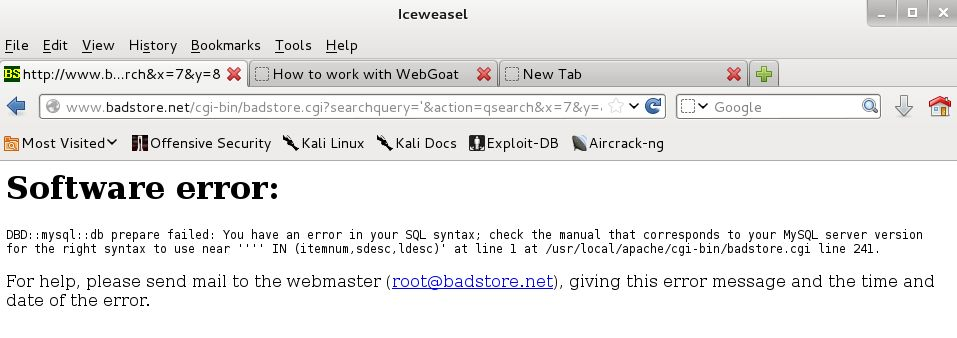 Iceweasel
File Edit View History Bookmarks Tools Help
BS http://www.b...rch&x=7&y=8 How to work with WebGoat New Tab
www.badstore.net/cgi-bin/badstore.cgi?searchquery='&action=qsearch&x=7&y= Google
Most Visited Offensive Security Kali Linux Kali Docs Exploit-DB Aircrack-ng
Software error:
DBD::mysql::db prepare failed: You have an error in your SQL syntax; check the manual that corresponds to your MySQL server version
for the right syntax to use near '''' IN (itemnum,sdesc,ldesc)' at line 1 at /usr/local/apache/cgi-bin/badstore.cgi line 241.
For help, please send mail to the webmaster (root@badstore.net), giving this error message and the time and
date of the error.